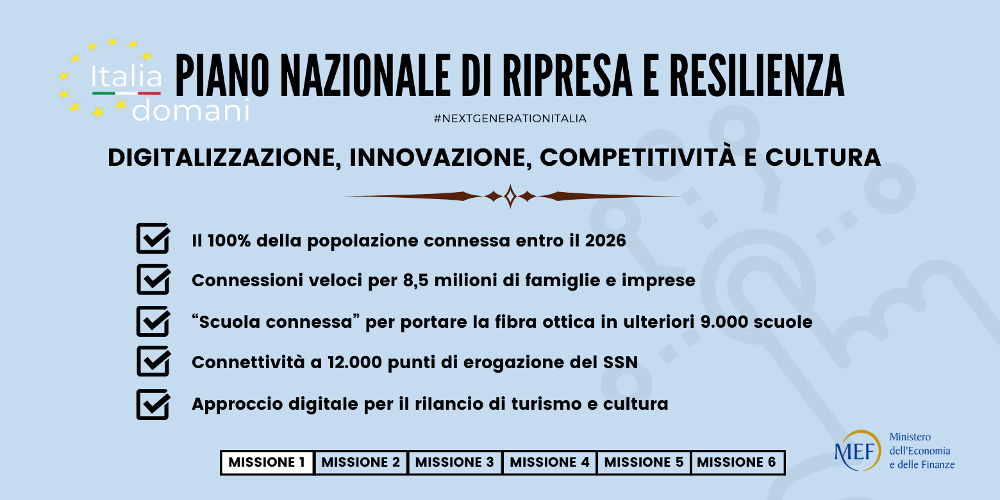 Italia
domani
PIANO NAZIONALE DI RIPRESA E RESILIENZA
#NEXTGENERATIONITALIA
DIGITALIZZAZIONE, INNOVAZIONE, COMPETITIVITÀ E CULTURA
Il 100% della popolazione connessa entro il 2026
Connessioni veloci per 8,5 milioni di famiglie e imprese
“Scuola connessa” per portare la fibra ottica in ulteriori 9.000 scuole
Connettività a 12.000 punti di erogazione del SSN
Approccio digitale per il rilancio di turismo e cultura
MISSIONE 1 MISSIONE 2 MISSIONE 3 MISSIONE 4 MISSIONE 5 MISSIONE 6
MEF
Ministero
dell'Economia
e delle Finanze